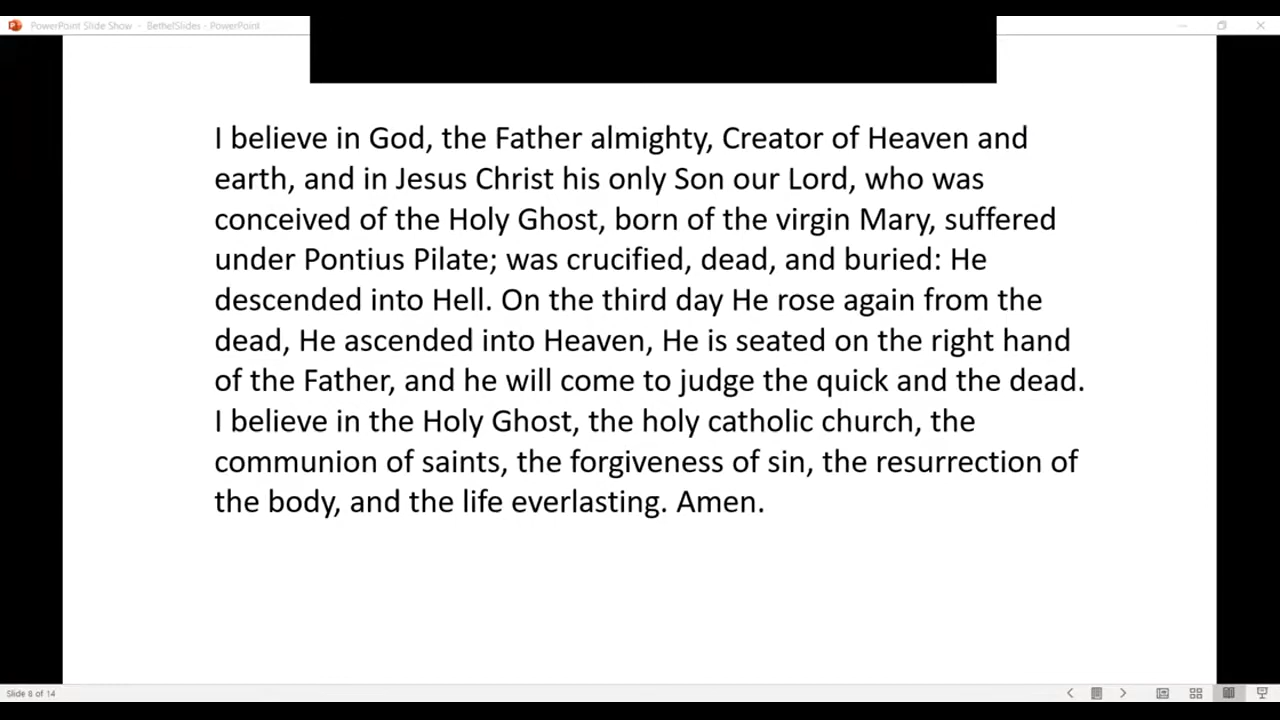 PowerPoint Slide Show - BethelSlides - PowerPoint
I believe in God, the Father almighty, Creator of Heaven and
earth, and in Jesus Christ his only Son our Lord, who was
conceived of the Holy Ghost, born of the virgin Mary, suffered
under Pontius Pilate; was crucified, dead, and buried: He
descended into Hell. On the third day He rose again from the
dead, He ascended into Heaven, He is seated on the right hand
of the Father, and he will come to judge the quick and the dead.
I believe in the Holy Ghost, the holy catholic church, the
communion of saints, the forgiveness of sin, the resurrection of
the body, and the life everlasting. Amen.
Slide 8 of 14